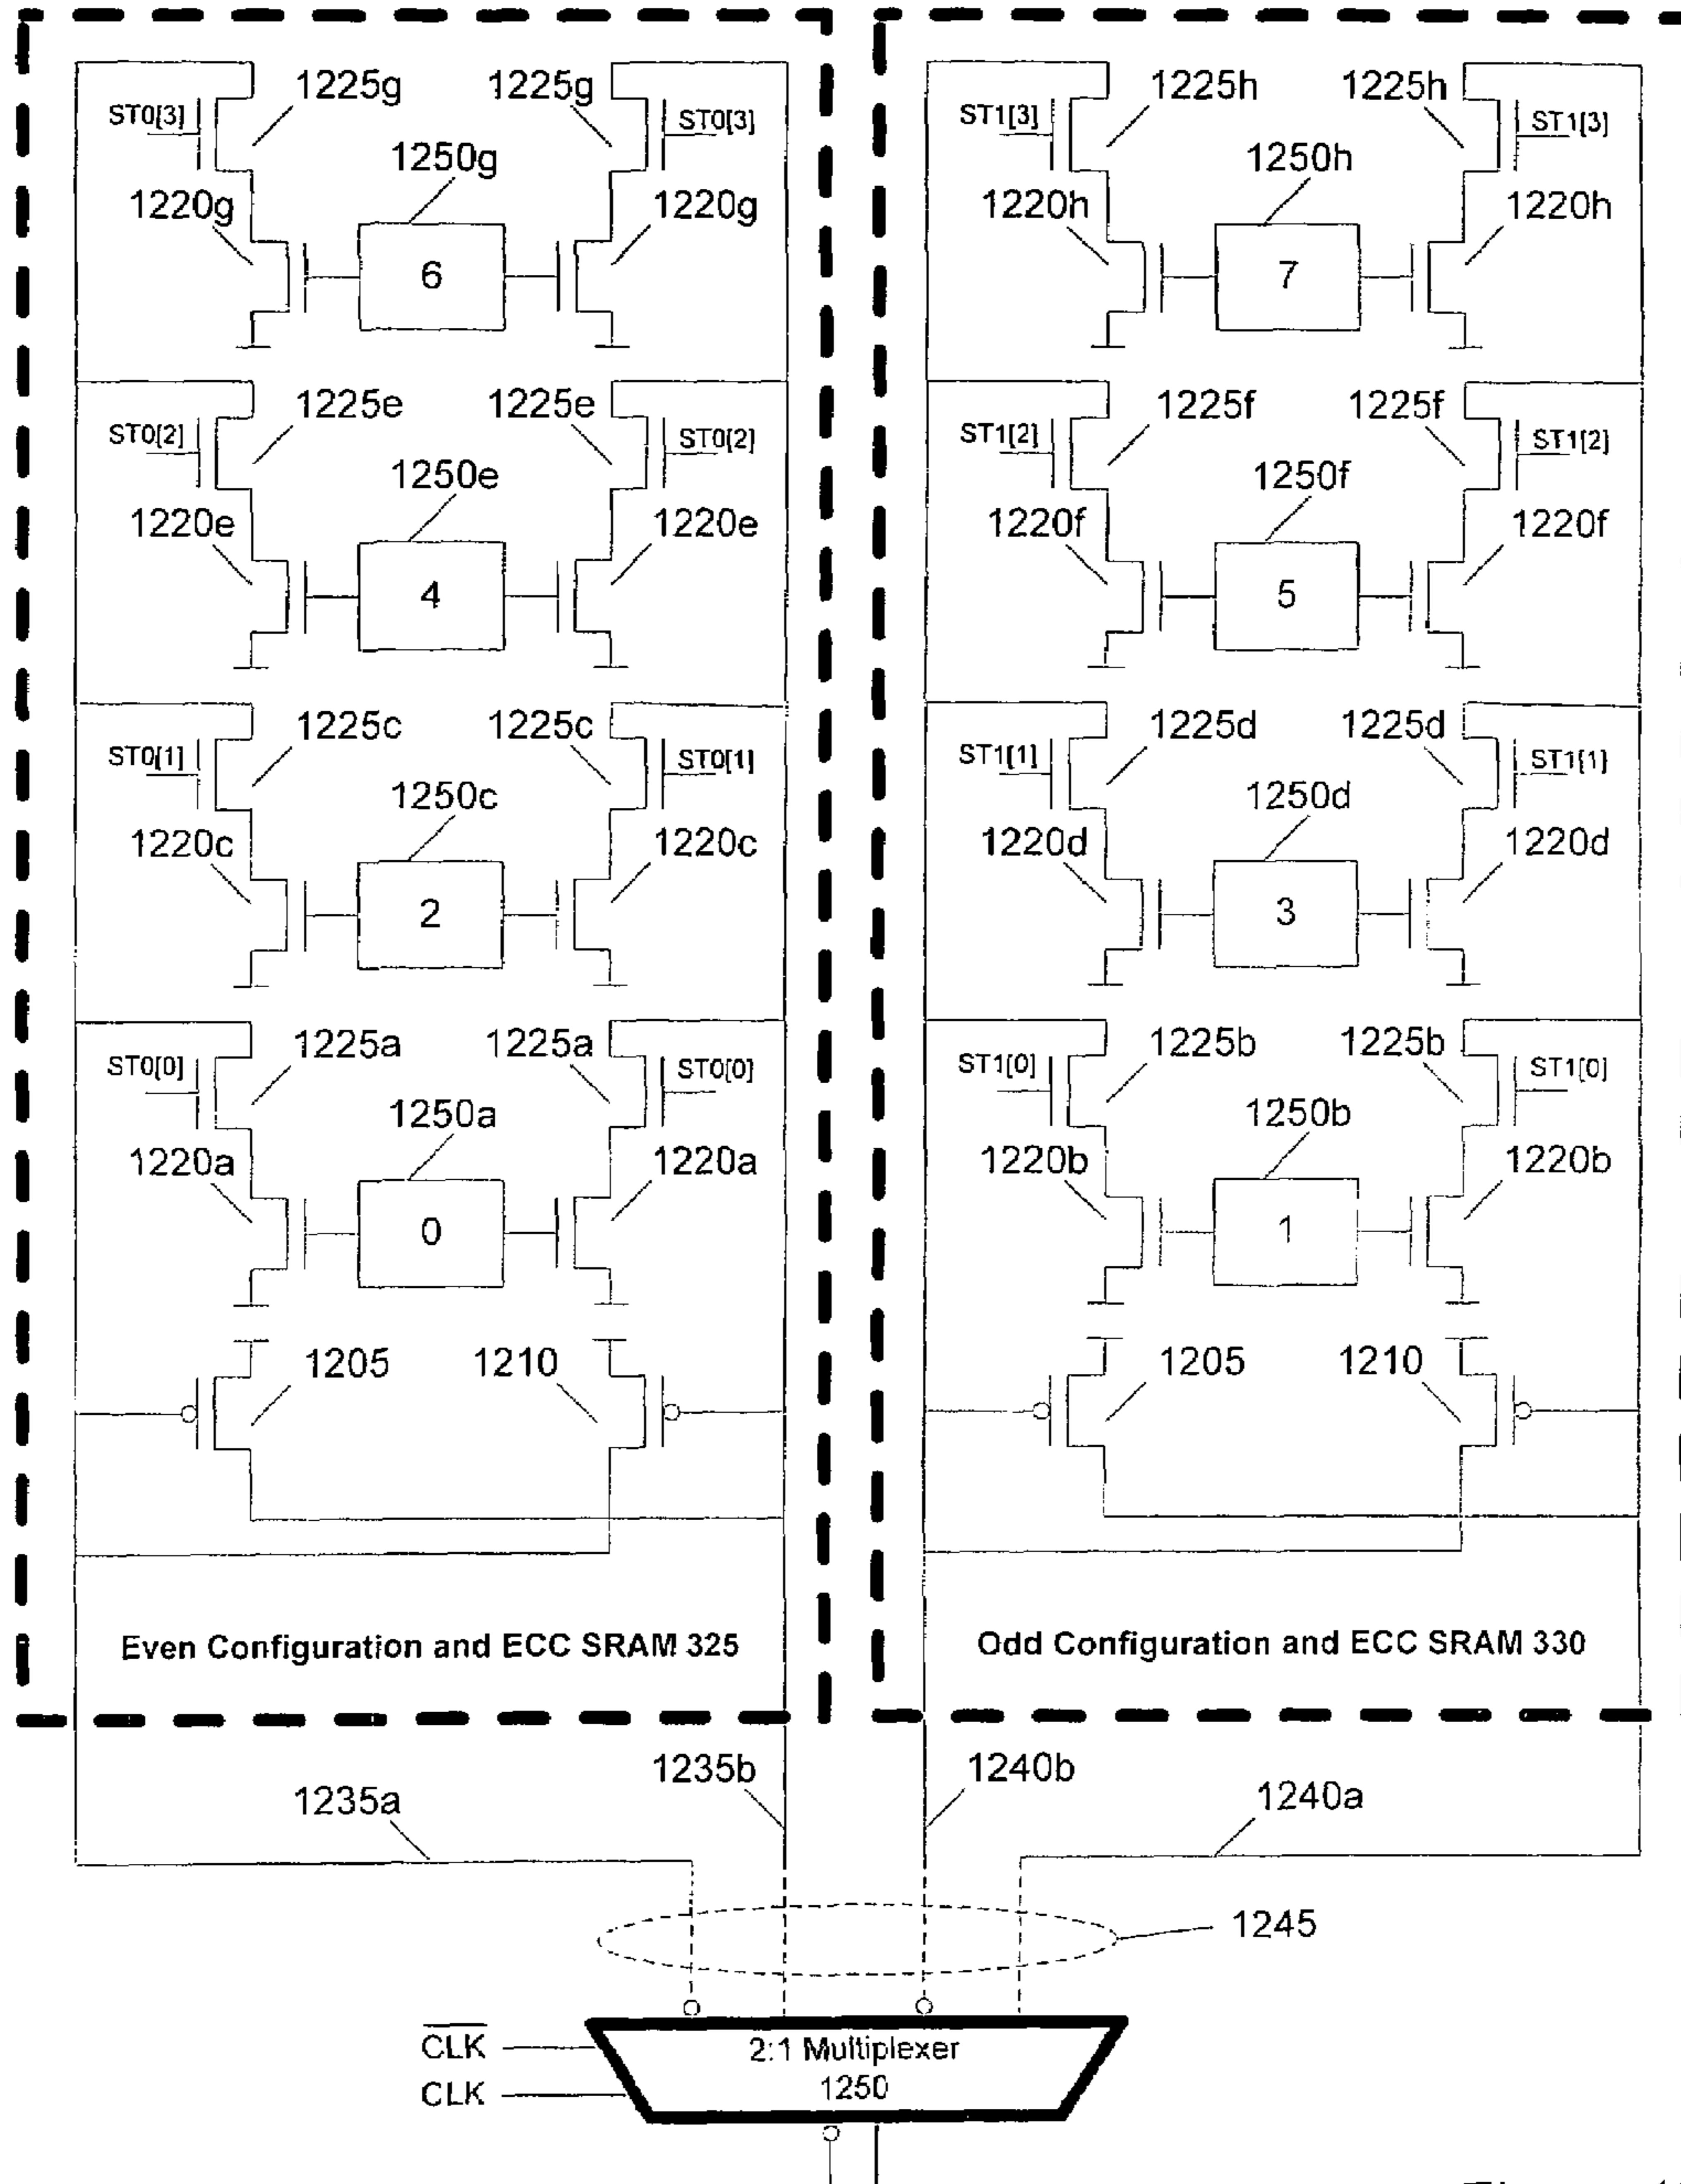 1225g 1225g 1225h 1225h
ST0[3] ST0[3] ST1[3] ST1[3]
1250g 1250h
1220g 1220g 1220h 1220h
6 7
1225e 1225e 1225f 1225f
ST0[2] ST0[2] ST1[2] ST1[2]
1250e 1250f
1220e 1220e 1220f 1220f
4 5
1225c 1225c 1225d 1225d
ST0[1] ST0[1] ST1[1] ST1[1]
1250c 1250d
1220c 1220c 1220d 1220d
2 3
1225a 1225a 1225b 1225b
ST0[0] ST0[0] ST1[0] ST1[0]
1250a 1250b
1220a 1220a 1220b 1220b
0 1
1205 1210 1205 1210
Even Configuration and ECC SRAM 325
Odd Configuration and ECC SRAM 330
1235b 1240b
1235a 1240a
1245
CLK
2:1 Multiplexer
CLK
1250